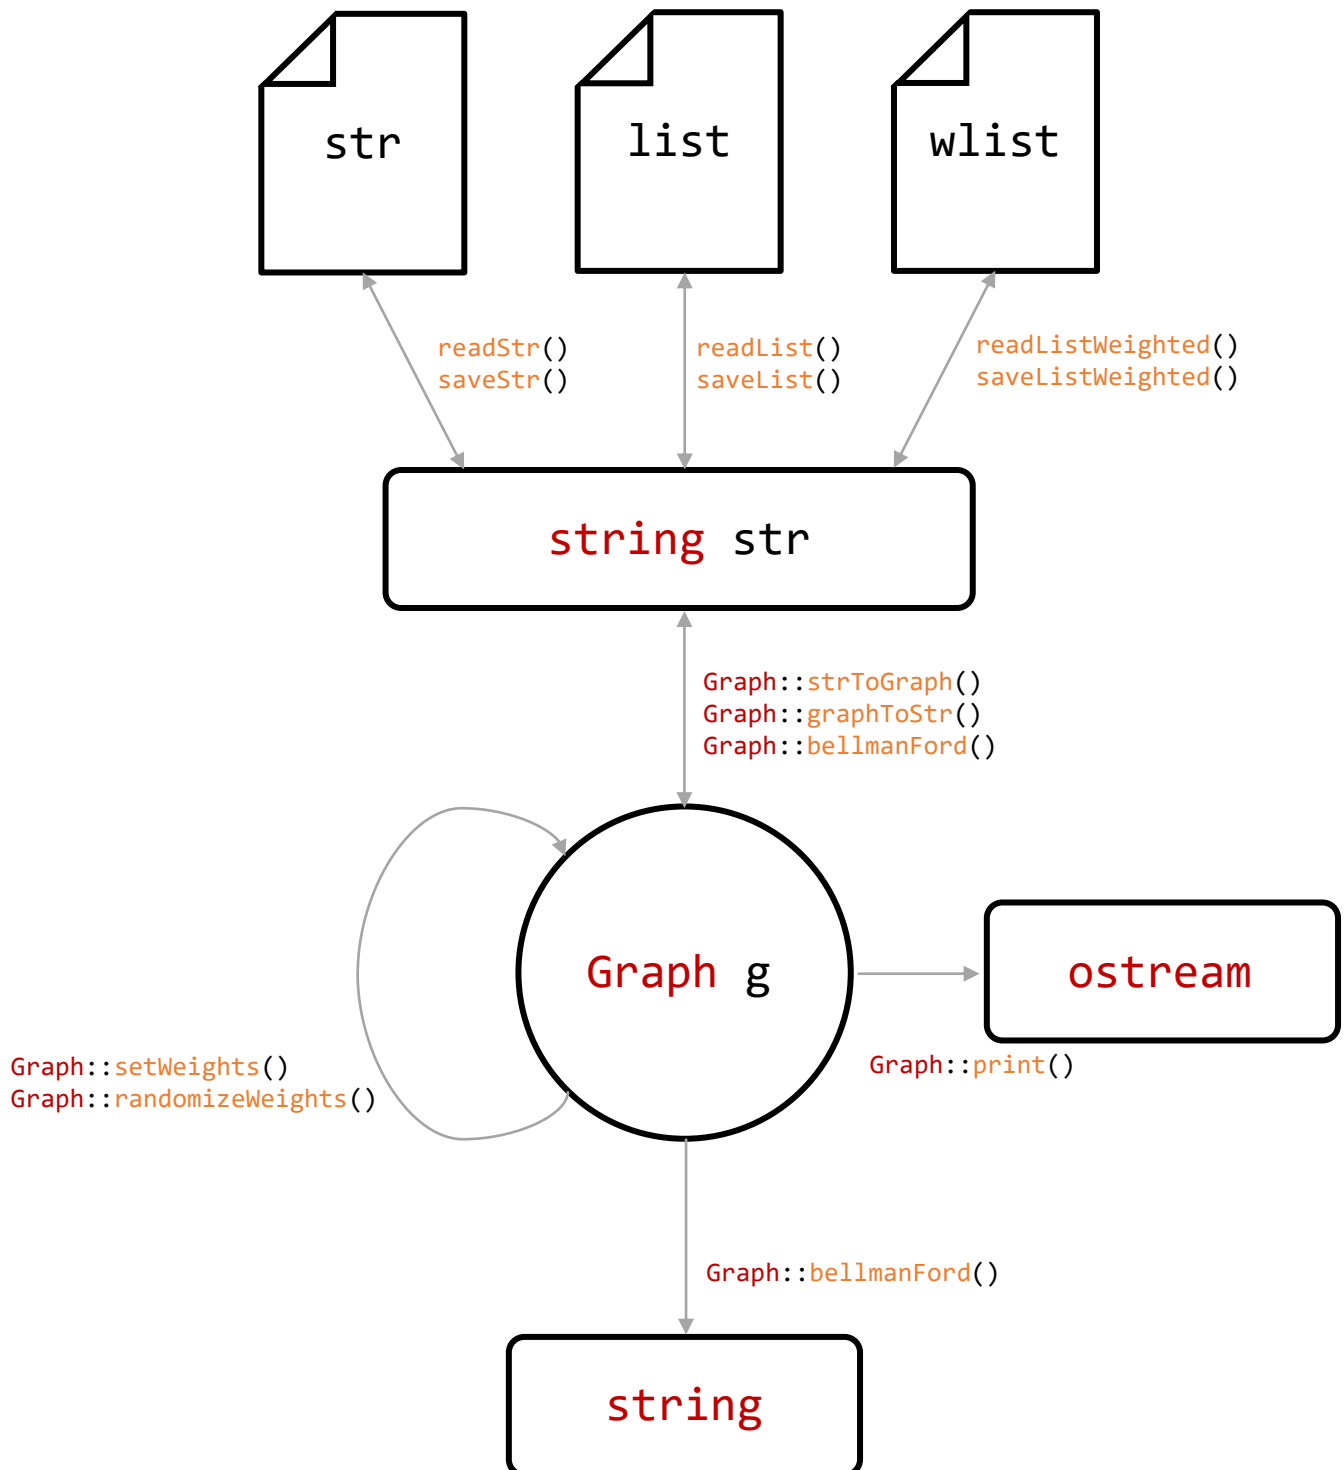 str
list
wlist
readStr()
saveStr()
readList()
saveList()
readListWeighted()
saveListWeighted()
string str
Graph::strToGraph()
Graph::graphToStr()
Graph::bellmanFord()
Graph g
ostream
Graph::setWeights()
Graph::randomizeWeights()
Graph::print()
Graph::bellmanFord()
string